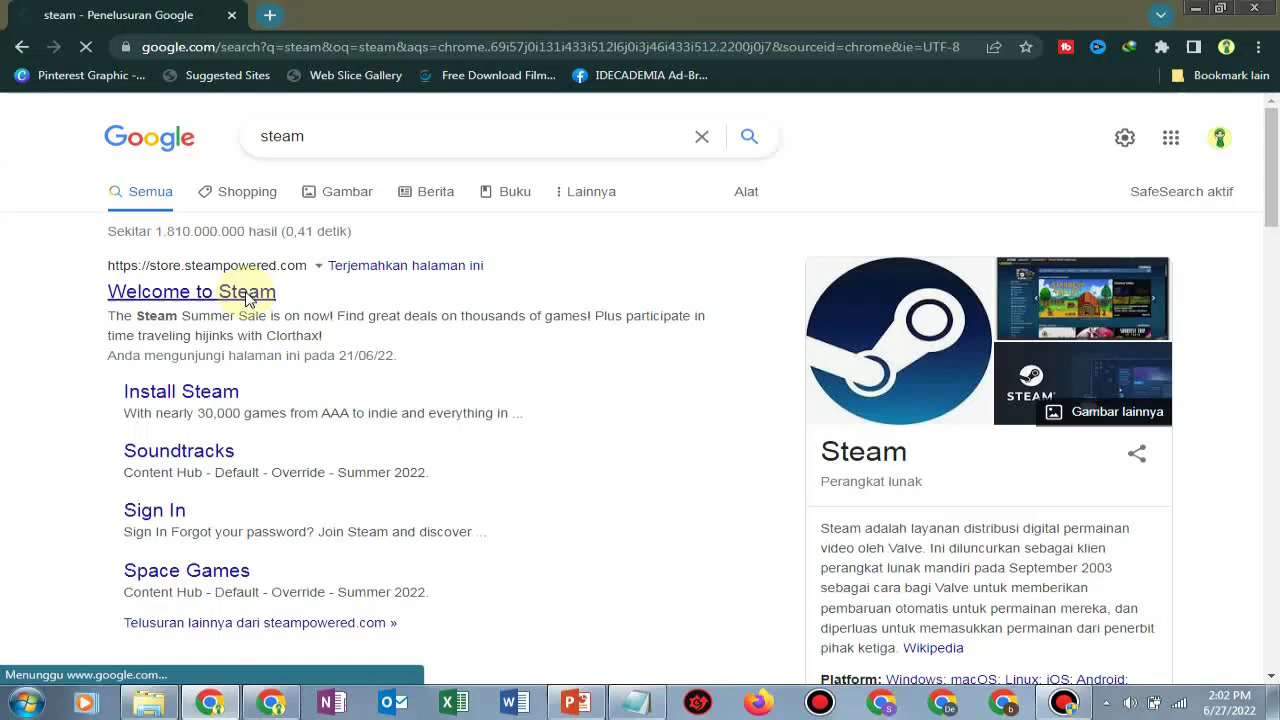 steam - Penelusuran Google
google.com/search?q=steam&oq=steam&aqs=chrome..69i57j0i131i433i512l6j0i3j46i433i512.2200j0j7&sourceid=chrome&ie=UTF-8
Pinterest Graphic -...
Suggested Sites
Web Slice Gallery
Free Download Film...
IDECADEMIA Ad-Br...
Bookmark lain
Google
steam
Semua
Shopping
Gambar
Berita
Buku
Lainnya
Alat
SafeSearch aktif
Sekitar 1.810.000.000 hasil (0,41 detik)
https://store.steampowered.com
Terjemahkan halaman ini
Welcome to Steam
The Steam Summer Sale is on now! Find great deals on thousands of games! Plus participate in
time traveling hijinks with Clorthax!
Anda mengunjungi halaman ini pada 21/06/22.
Install Steam
With nearly 30,000 games from AAA to indie and everything in ...
Soundtracks
Content Hub - Default - Override - Summer 2022.
Sign In
Sign In Forgot your password? Join Steam and discover ...
Space Games
Content Hub - Default - Override - Summer 2022.
Telusuran lainnya dari steampowered.com »
STEAM
Gambar lainnya
Steam
Perangkat lunak
Steam adalah layanan distribusi digital permainan
video oleh Valve. Ini diluncurkan sebagai klien
perangkat lunak mandiri pada September 2003
sebagai cara bagi Valve untuk memberikan
pembaruan otomatis untuk permainan mereka, dan
diperluas untuk memasukkan permainan dari penerbit
pihak ketiga. Wikipedia
Platform: Windows; macOS; Linux; iOS; Android;
Menunggu www.google.com...
2:02 PM
6/27/2022